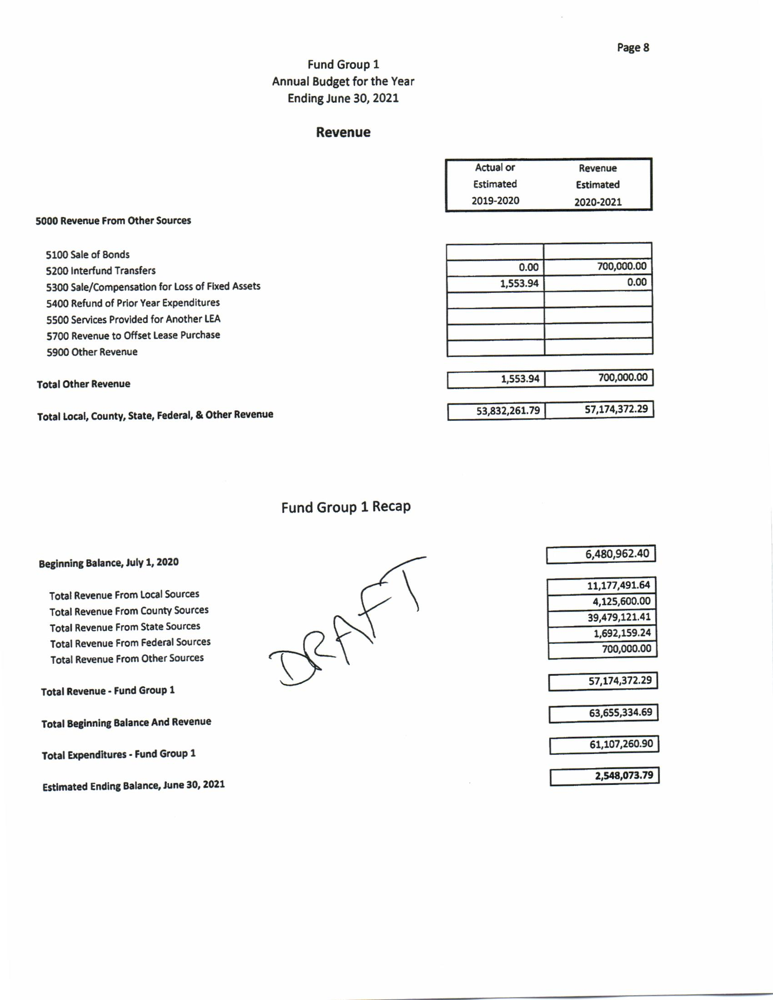 Page 8
Fund Group 1
Annual Budget for the Year
Ending June 30, 2021
Revenue
Actual or Revenue
Estimated Estimated
2019-2020 2020-2021
5000 Revenue From Other Sources
5100 Sale of Bonds
5200 Interfund Transfers 0.00 700,000.00
5300 Sale/Compensation for Loss of Fixed Assets 1,553.94 0.00
5400 Refund of Prior Year Expenditures
5500 Services Provided for Another LEA
5700 Revenue to Offset Lease Purchase
5900 Other Revenue
Total Other Revenue 1,553.94 700,000.00
Total Local, County, State, Federal, & Other Revenue 53,832,261.79 57,174,372.29
Fund Group 1 Recap
Beginning Balance, July 1, 2020 6,480,962.40
Total Revenue From Local Sources 11,177,491.64
Total Revenue From County Sources 4,125,600.00
Total Revenue From State Sources 39,479,121.41
Total Revenue From Federal Sources 1,692,159.24
Total Revenue From Other Sources 700,000.00
DRAFT
Total Revenue - Fund Group 1 57,174,372.29
Total Beginning Balance And Revenue 63,655,334.69
Total Expenditures - Fund Group 1 61,107,260.90
Estimated Ending Balance, June 30, 2021 2,548,073.79